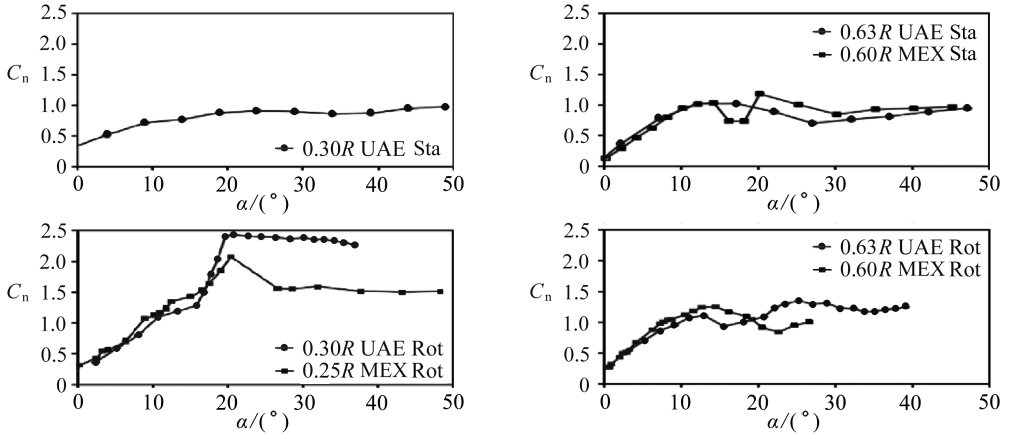 2.5
2.0
C n
1.5
1.0
0.5
0
0.30R UAE Sta
0 10 20 30 40 50
α/(°)
2.5
2.0
C n
1.5
1.0
0.5
0
0.63R UAE Sta
0.60R MEX Sta
0 10 20 30 40 50
α/(°)
2.5
2.0
C n
1.5
1.0
0.5
0
0.30R UAE Rot
0.25R MEX Rot
0 10 20 30 40 50
α/(°)
2.5
2.0
C n
1.5
1.0
0.5
0
0.63R UAE Rot
0.60R MEX Rot
0 10 20 30 40 50
α/(°)